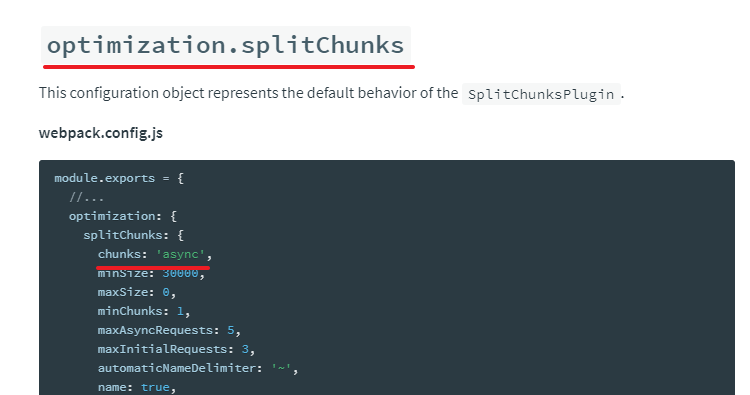 optimization.splitChunks
This configuration object represents the default behavior of the SplitChunksPlugin.
webpack.config.js
module.exports = {
//...
optimization: {
splitChunks: {
chunks: 'async',
minSize: 30000,
maxSize: 0,
minChunks: 1,
maxAsyncRequests: 5,
maxInitialRequests: 3,
automaticNameDelimiter: '~',
name: true,